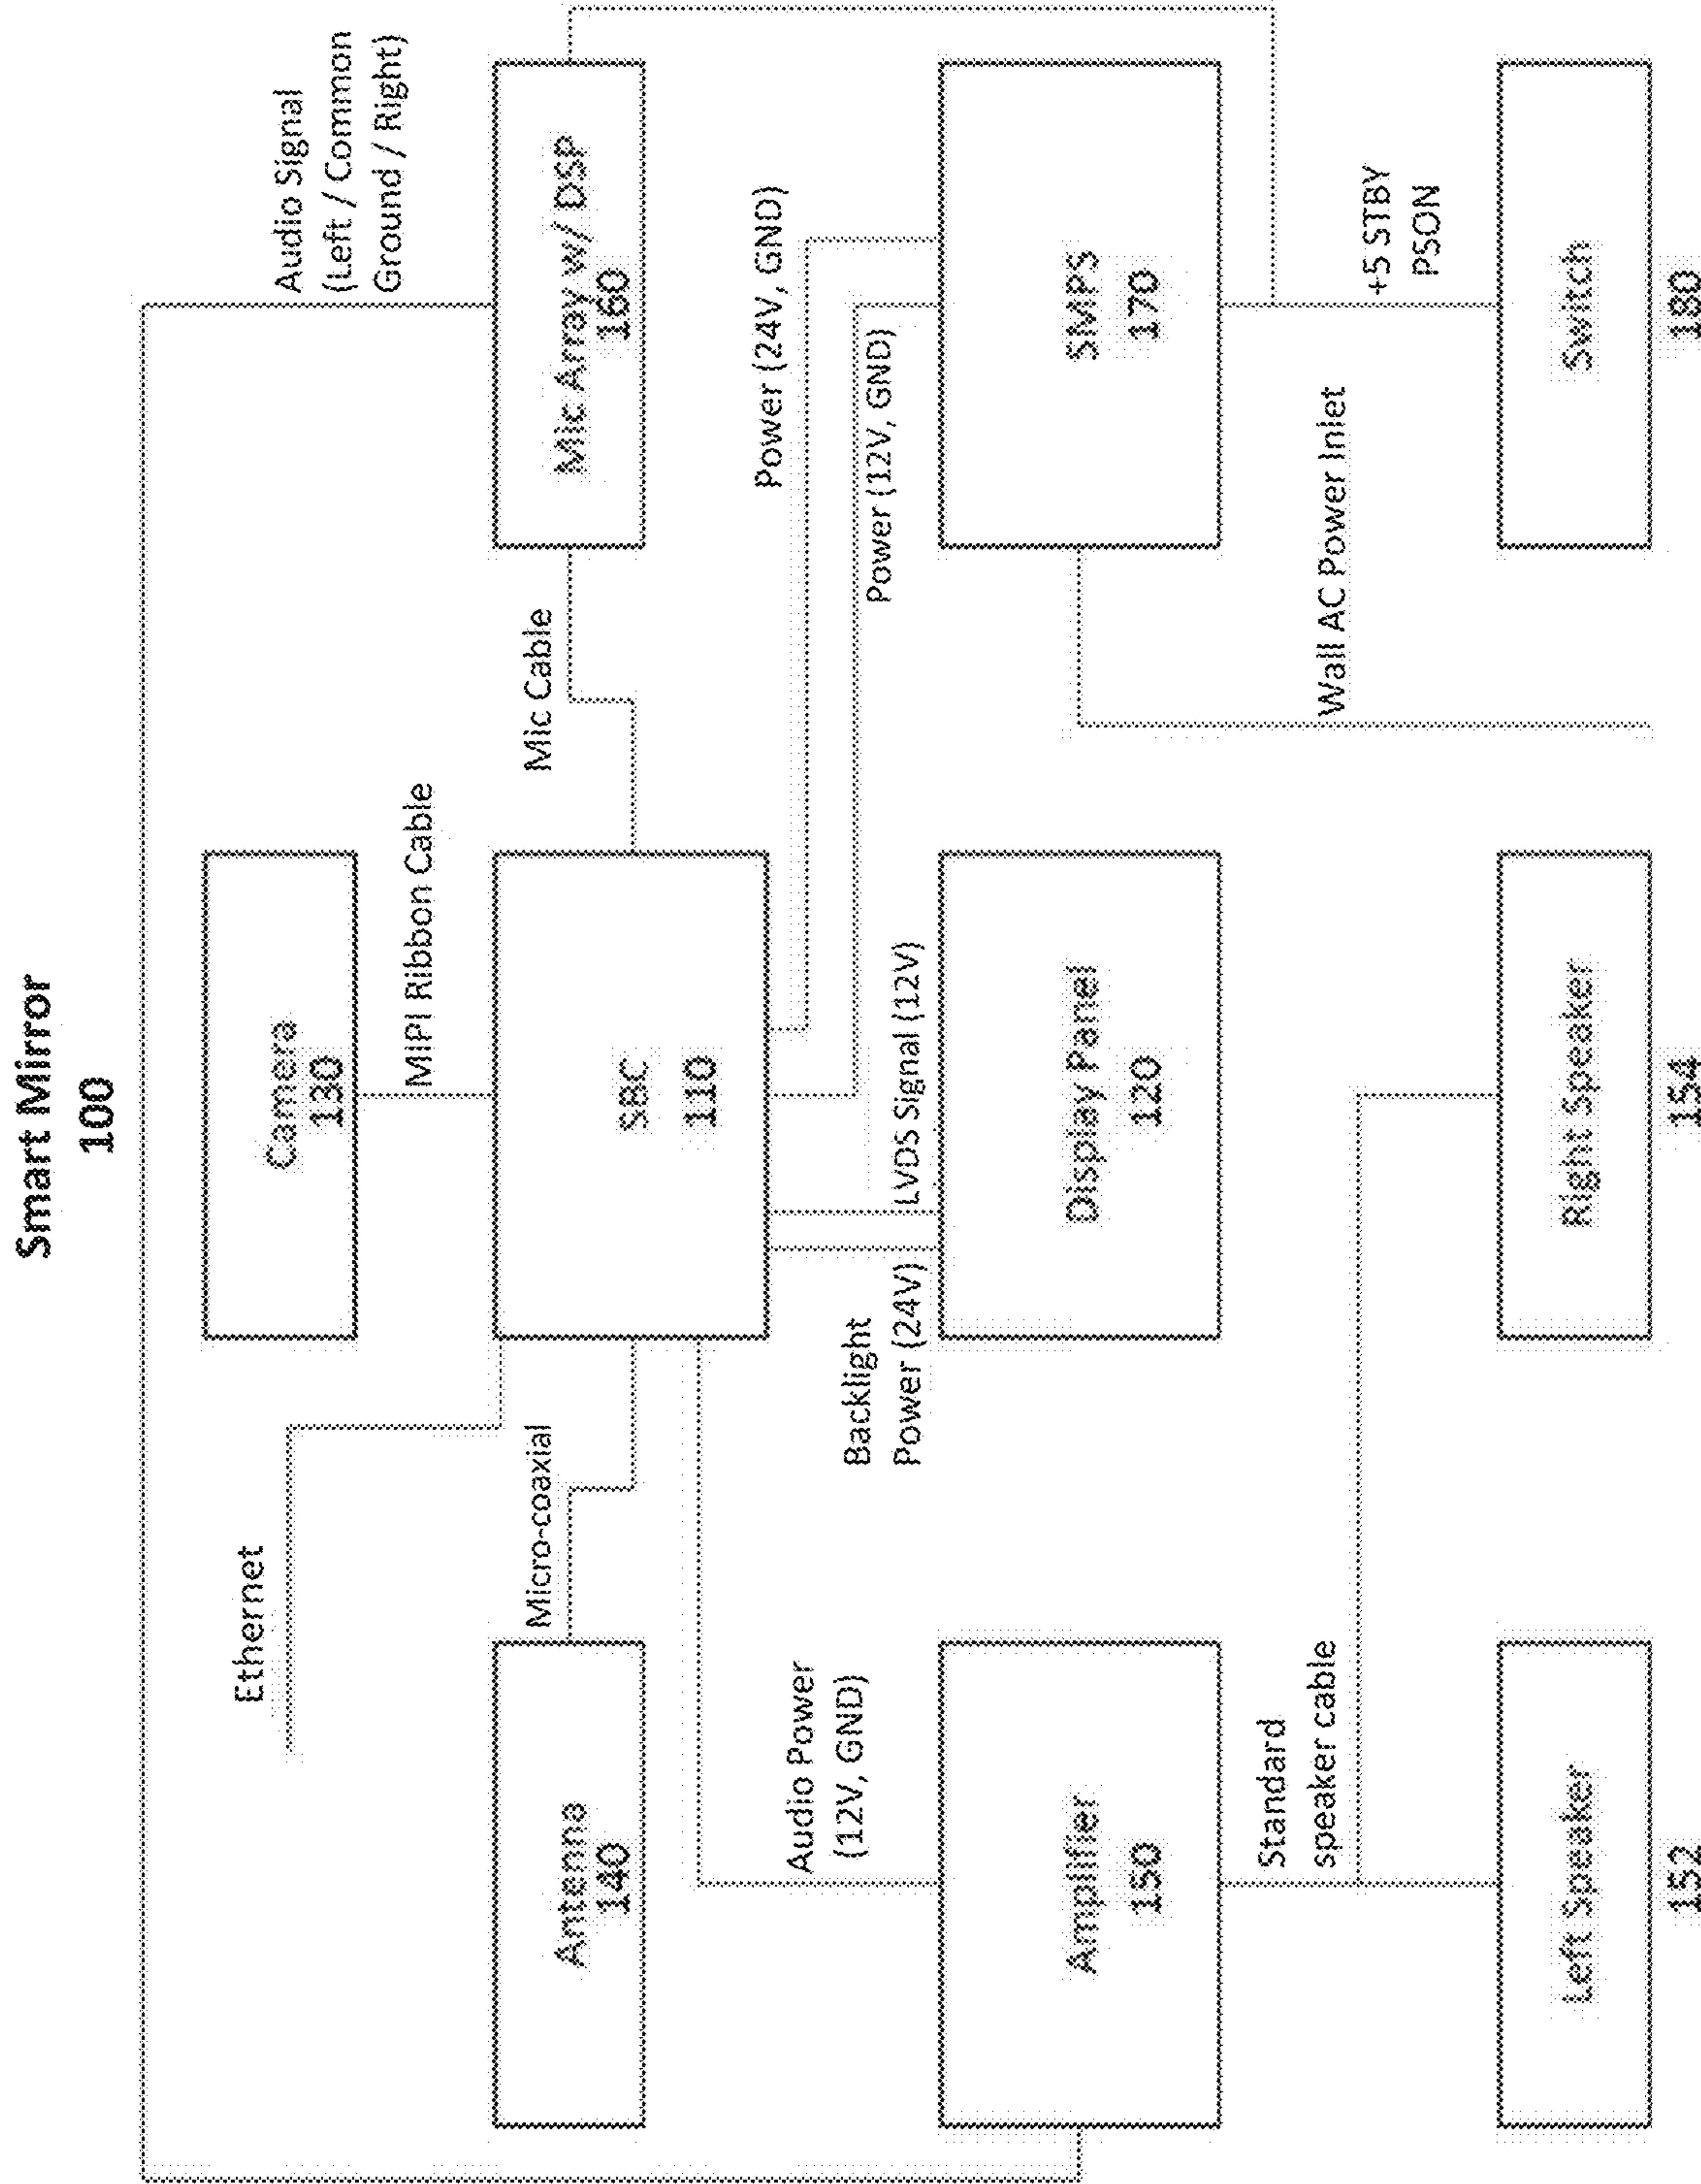 Smart Mirror
100
Audio Signal
(Left / Common
Ground / Right)
Ethernet
Camera
130
MIPI Ribbon Cable
Antenna
140
Micro-coaxial
SBC
110
Mic Cable
Mic Array w/ DSP
160
Audio Power
(12V, GND)
Backlight
Power (24V)
LVDS Signal (12V)
Power (24V, GND)
Power (12V, GND)
Amplifier
150
Display Panel
120
SMPS
170
Standard
speaker cable
Wall AC Power Inlet
+5 STBY
PSON
Left Speaker
152
Right Speaker
154
Switch
180